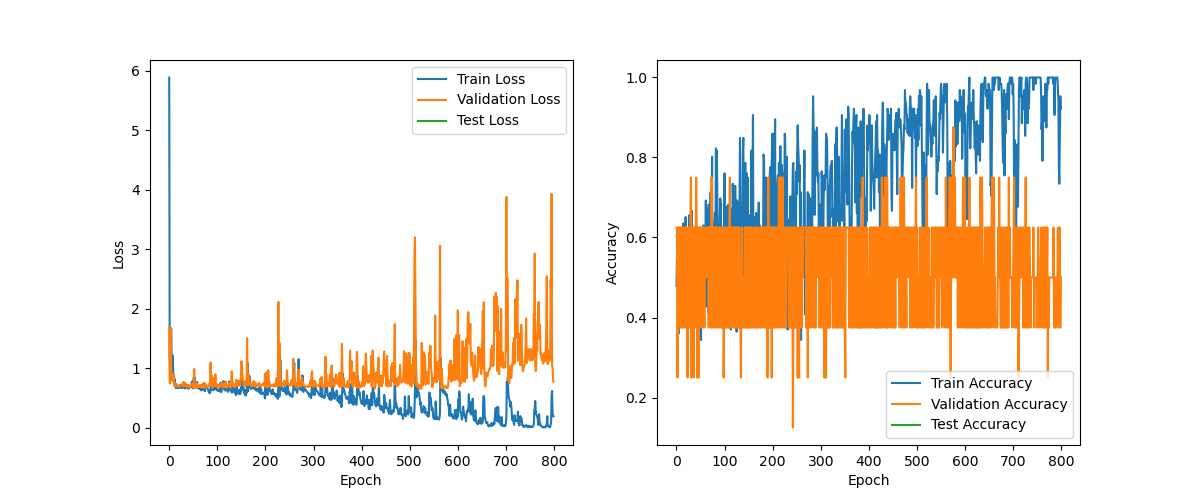 6
5
4
3
2
1
0
Loss
0 100 200 300 400 500 600 700 800
Epoch
Train Loss
Validation Loss
Test Loss
1.0
0.8
0.6
0.4
0.2
Accuracy
0 100 200 300 400 500 600 700 800
Epoch
Train Accuracy
Validation Accuracy
Test Accuracy